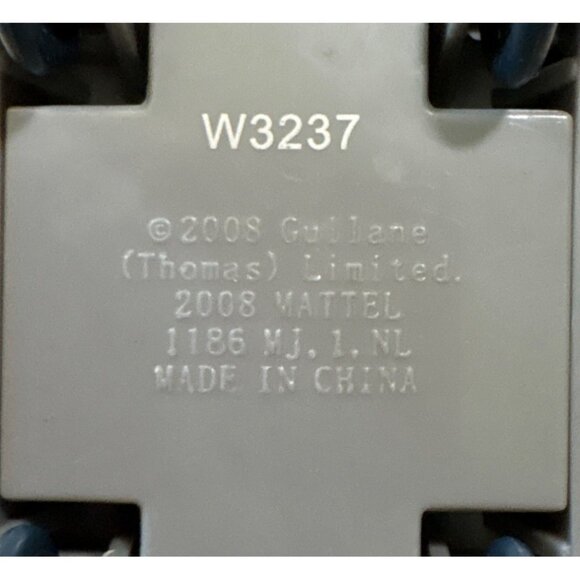 W3237
©2008 Gullane
(Thomas) Limited.
2008 MATTEL
1186 MJ.1.NL
MADE IN CHINA